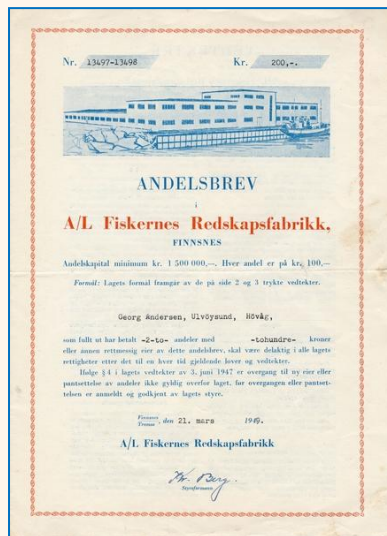 Nr. 13497-13498 Kr. 200,-.
ANDELSBREV
i
A/L Fiskernes Redskapsfabrikk,
FINNSNES
Andelskapital minimum kr. 1 500 000,—. Hver andel er på kr. 100,—
Formål: Lagets formål framgår av de på side 2 og 3 trykte vedtekter.
Georg Andersen, Ulvöysund, Hövåg,
som fullt ut har betalt -2-to- andeler med -tohundre- kroner
eller annen rettmessig eier av dette andelsbrev, skal være delaktig i alle lagets
rettigheter etter det til en hver tid gjeldende lover og vedtekter.
Ifølge § 4 i lagets vedtekter av 3. juni 1947 er overgang til ny eier eller
pantsettelse av andeler ikke gyldig overfor laget, før overgangen eller pantset-
telsen er anmeldt og godkjent av lagets styre.
Finnsnes
Tromsø, den 21. mars 1949.
A/L Fiskernes Redskapsfabrikk
Berg.
Styreformann